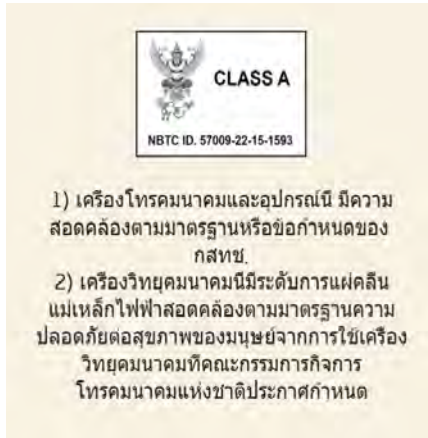 CLASS A
NBTC ID. 57009-22-15-1593
1) เครืองโทรคมนาคมและอุปกรณ์นี มีความ
สอดคล้องตามมาตรฐานหรือข้อกําหนดของ
กสทช.
2) เครืองวิทยุคมนาคมนีมีระดับการแผ่คลืน
แม่เหล็กไฟฟ้าสอดคล้องตามมาตรฐานความ
ปลอดภัยต่อสุขภาพของมนุษย์จากการใช้เครือง
วิทยุคมนาคมทีคณะกรรมการกิจการ
โทรคมนาคมแห่งชาติประกาศกําหนด